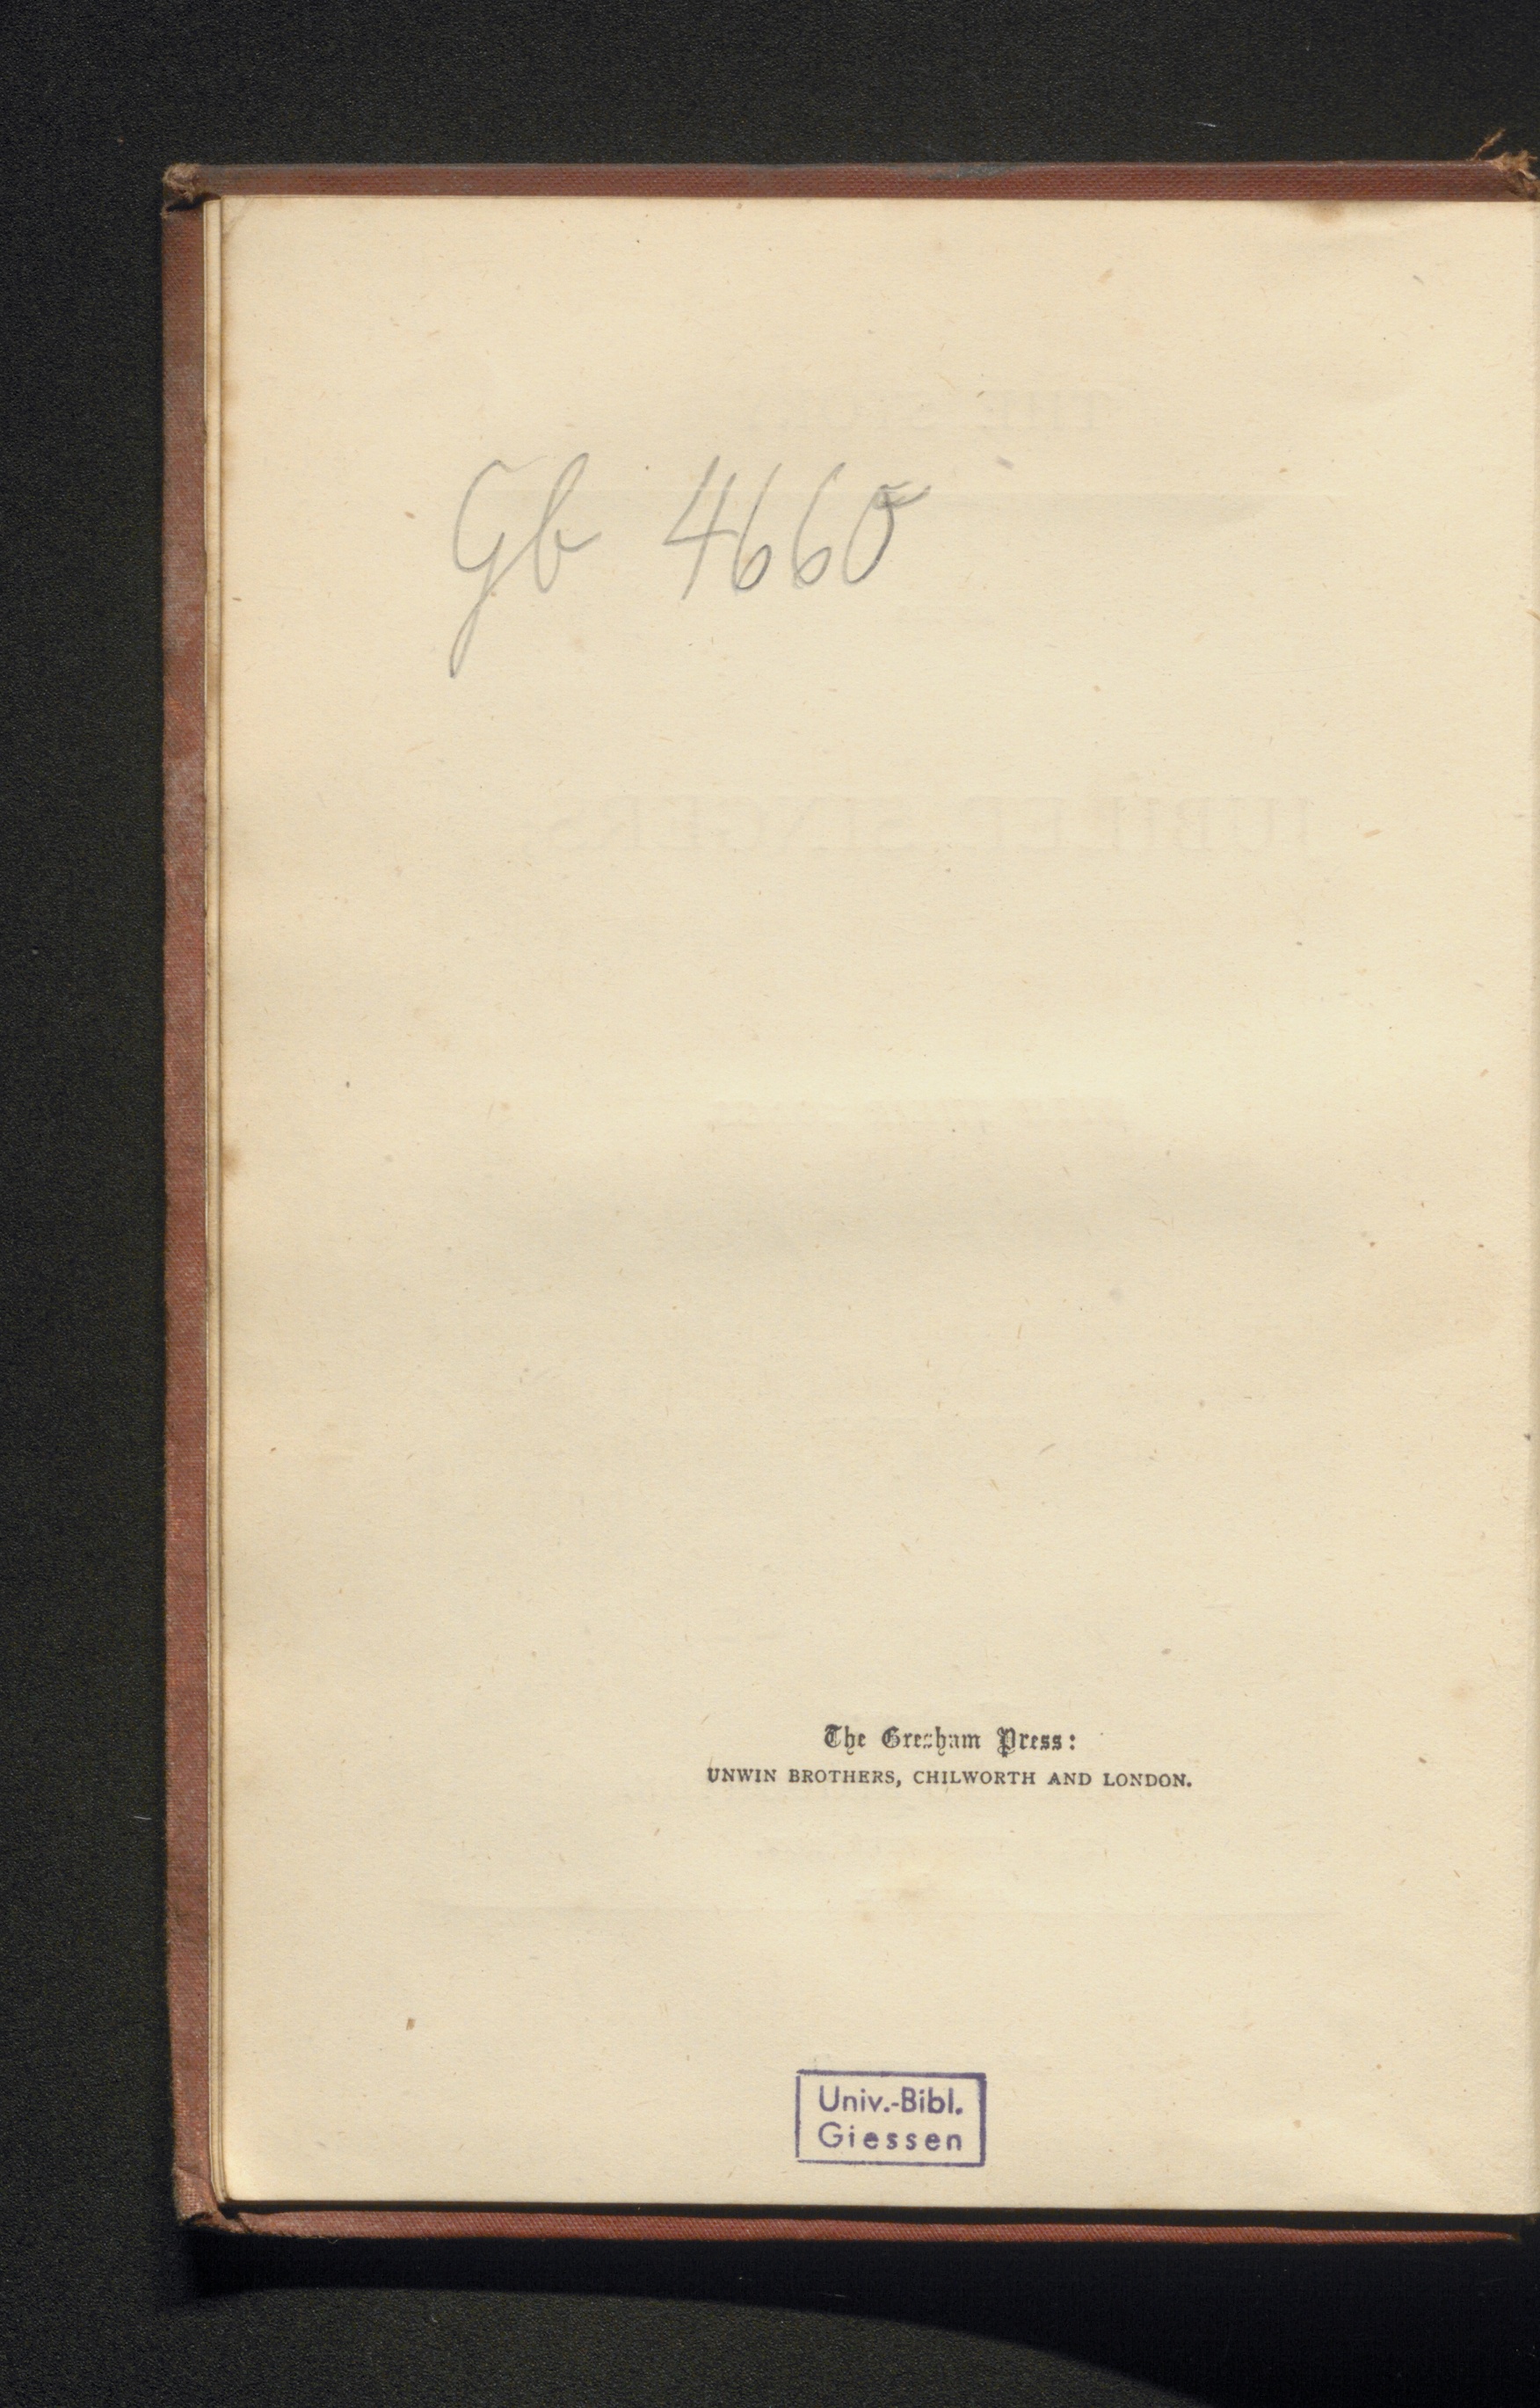 Gb 4660
The Gresham Press:
UNWIN BROTHERS, CHILWORTH AND LONDON.
Univ.-Bibl.
Giessen